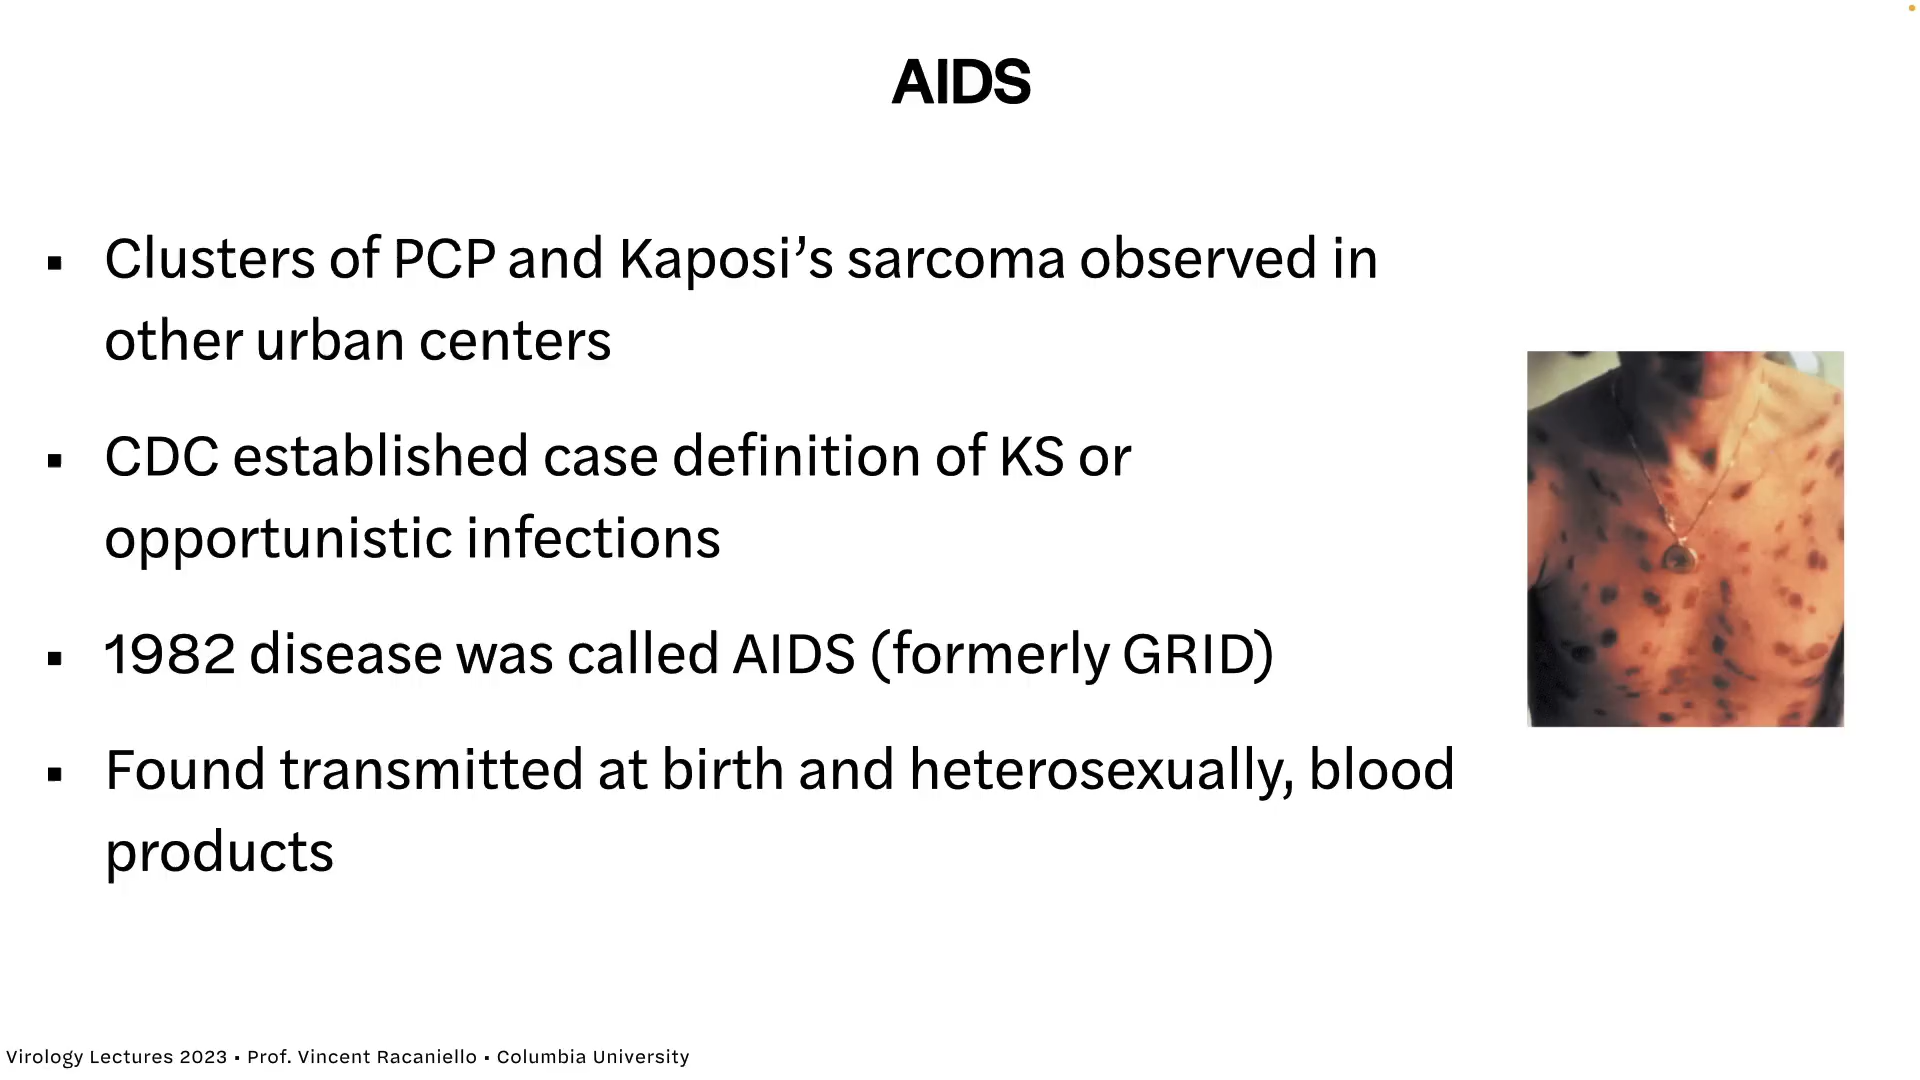 AIDS
▪ Clusters of PCP and Kaposi’s sarcoma observed in
other urban centers
▪ CDC established case definition of KS or
opportunistic infections
▪ 1982 disease was called AIDS (formerly GRID)
▪ Found transmitted at birth and heterosexually, blood
products
Virology Lectures 2023 ▪ Prof. Vincent Racaniello ▪ Columbia University